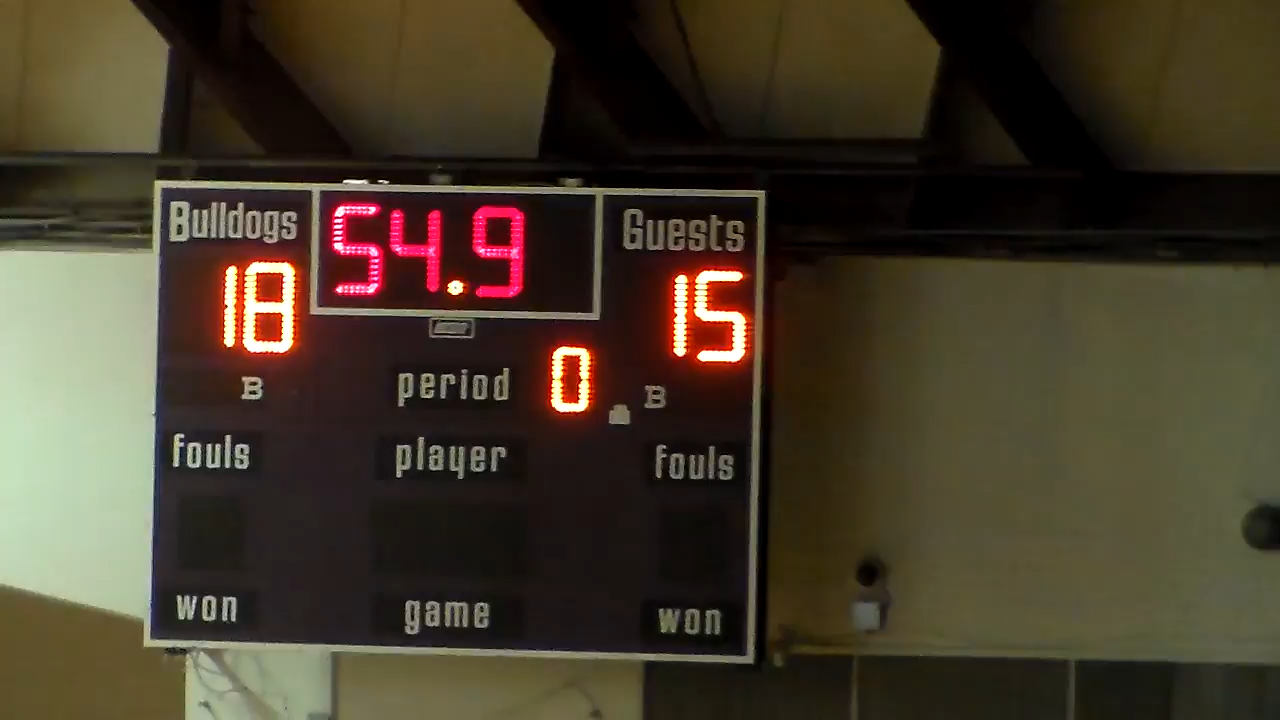 Bulldogs 54.9 Guests
18 15
period 0
B B
fouls player fouls
won game won